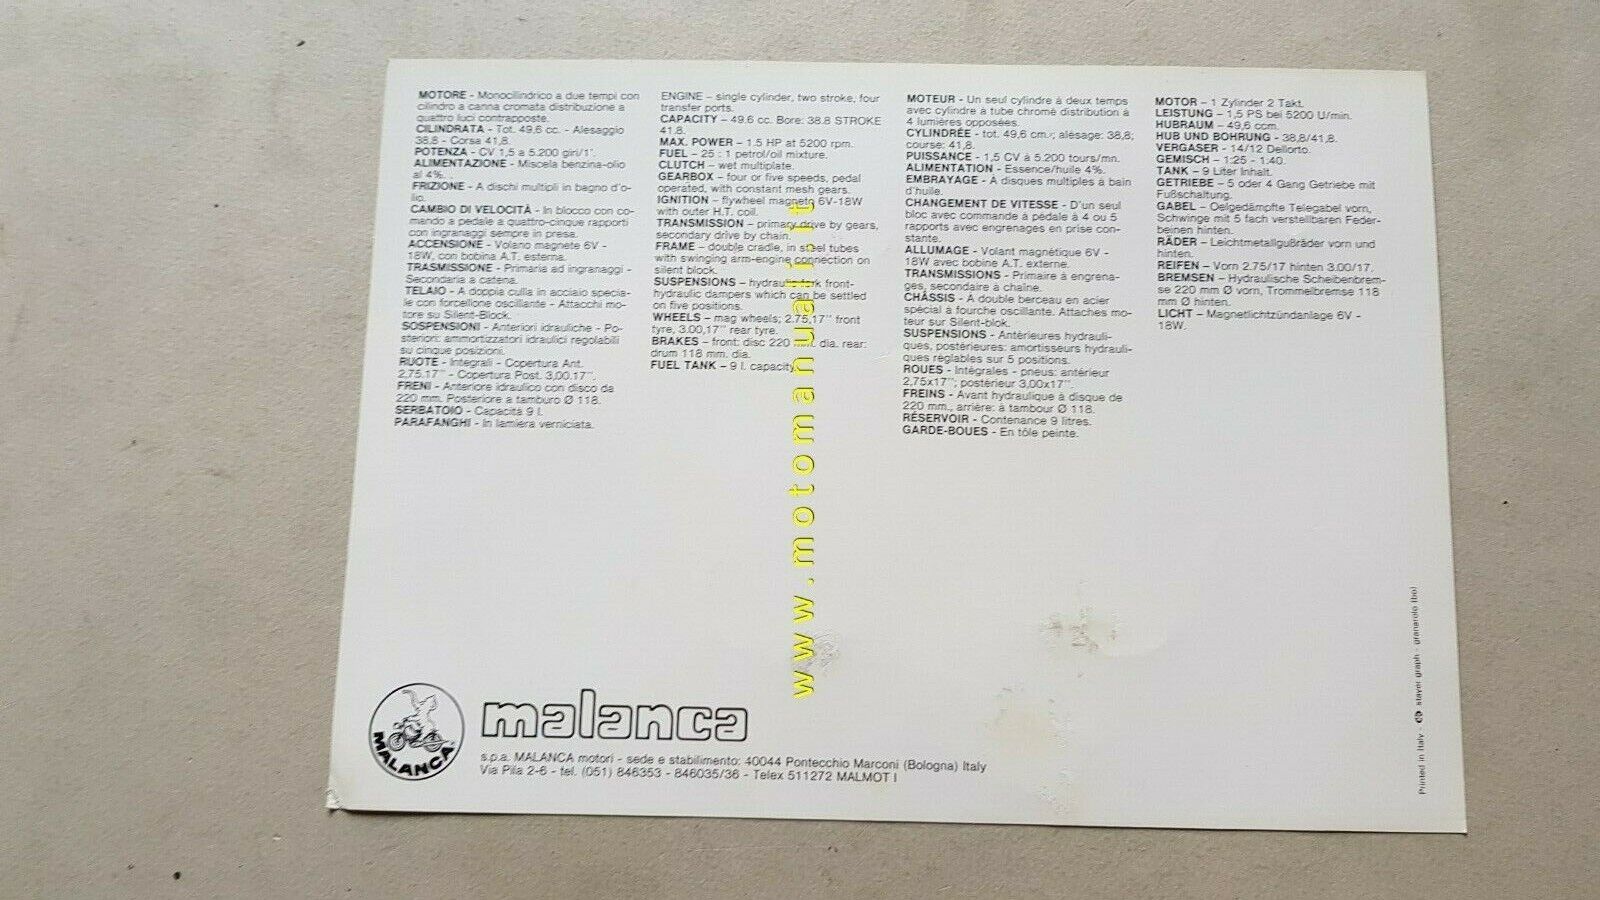 MOTORE - Monocilindrico a due tempi con
cilindro a canna cromata distribuzione a
quattro luci contrapposte.
CILINDRATA - Tot. 49,6 cc. - Alesaggio
38,8 - Corsa 41,8.
POTENZA - CV 1,5 a 5.200 giri/1'.
ALIMENTAZIONE - Miscela benzina-olio
al 4%. .
FRIZIONE - A dischi multipli in bagno d'o-
lio.
CAMBIO DI VELOCITÀ - In blocco con co-
mando a pedale a quattro-cinque rapporti
con ingranaggi sempre in presa.
ACCENSIONE - Volano magnete 6V -
18W, con bobina A.T. esterna.
TRASMISSIONE - Primaria ad ingranaggi -
Secondaria a catena.
TELAIO - A doppia culla in acciaio specia-
le con forcellone oscillante - Attacchi mo-
tore su Silent-Block.
SOSPENSIONI - Anteriori idrauliche - Po-
steriori: ammortizzatori idraulici regolabili
su cinque posizioni.
RUOTE - Integrali - Copertura Ant.
2,75.17" - Copertura Post. 3,00.17".
FRENI - Anteriore idraulico con disco da
220 mm. Posteriore a tamburo Ø 118.
SERBATOIO - Capacità 9 l.
PARAFANGHI - In lamiera verniciata.
ENGINE – single cylinder, two stroke, four
transfer ports.
CAPACITY – 49.6 cc. Bore: 38.8 STROKE
41.8.
MAX. POWER – 1.5 HP at 5200 rpm.
FUEL – 25 : 1 petrol/oil mixture.
CLUTCH – wet multiplate.
GEARBOX – four or five speeds, pedal
operated, with constant mesh gears.
IGNITION – flywheel magneto 6V-18W
with outer H.T. coil.
TRANSMISSION – primary drive by gears,
secondary drive by chain.
FRAME – double cradle, in steel tubes
with swinging arm-engine connection on
silent block.
SUSPENSIONS – hydraulic fork front-
hydraulic dampers which can be settled
on five positions.
WHEELS – mag wheels; 2.75,17" front
tyre, 3.00,17" rear tyre.
BRAKES – front: disc 220 mm. dia. rear:
drum 118 mm. dia.
FUEL TANK – 9 l. capacity.
MOTEUR - Un seul cylindre à deux temps
avec cylindre à tube chromé distribution à
4 lumières opposées.
CYLINDRÉE - tot. 49,6 cm.; alésage: 38,8;
course: 41,8.
PUISSANCE - 1,5 CV à 5.200 tours/mn.
ALIMENTATION - Essence/huile 4%.
EMBRAYAGE - A disques multiples à bain
d'huile.
CHANGEMENT DE VITESSE - D'un seul
bloc avec commande à pédale à 4 ou 5
rapports avec engrenages en prise con-
stante.
ALLUMAGE - Volant magnétique 6V -
18W avec bobine A.T. externe.
TRANSMISSIONS - Primaire à engrena-
ges, secondaire à chaîne.
CHÂSSIS - A double berceau en acier
spécial à fourche oscillante. Attaches mo-
teur sur Silent-blok.
SUSPENSIONS - Antérieures hydrauli-
ques, postérieures: amortisseurs hydrauli-
ques réglables sur 5 positions.
ROUES - Intégrales - pneus: antérieur
2,75x17"; postérieur 3,00x17".
FREINS - Avant hydraulique à disque de
220 mm., arrière: à tambour Ø 118.
RÉSERVOIR - Contenance 9 litres.
GARDE-BOUES - En tôle peinte.
MOTOR – 1 Zylinder 2 Takt.
LEISTUNG – 1,5 PS bei 5200 U/min.
HUBRAUM – 49,6 ccm.
HUB UND BOHRUNG - 38,8/41,8.
VERGASER - 14/12 Dellorto.
GEMISCH – 1:25 - 1:40.
TANK – 9 Liter Inhalt.
GETRIEBE – 5 oder 4 Gang Getriebe mit
Fußschaltung.
GABEL – Oelgedämpfte Telegabel vorn,
Schwinge mit 5 fach verstellbaren Feder-
beinen hinten.
RÄDER – Leichtmetallgußräder vorn und
hinten.
REIFEN – Vorn 2.75/17 hinten 3.00/17.
BREMSEN – Hydraulische Scheibenbrem-
se 220 mm Ø vorn, Trommelbremse 118
mm Ø hinten.
LICHT – Magnetlichtzündanlage 6V -
18W.
www.motomanuali.it
MALANCA
malanca
s.p.a. MALANCA motori - sede e stabilimento: 40044 Pontecchio Marconi (Bologna) Italy
Via Pila 2-6 - tel. (051) 846353 - 846035/36 - Telex 511272 MALMOT I
Printed in Italy - stayer graph - granarolo (bo)